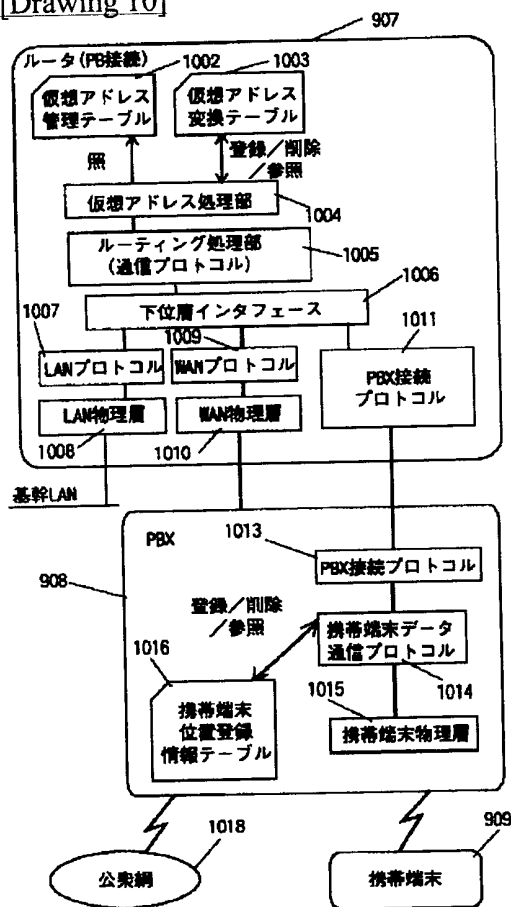 [Drawing 10]
907
ルータ(PB接続)
1002
1003
仮想アドレス
管理テーブル
仮想アドレス
変換テーブル
照
登録/削除
/参照
仮想アドレス処理部
1004
ルーティング処理部
(通信プロトコル)
1005
1006
下位層インタフェース
1007
1009
1011
LANプロトコル
WANプロトコル
PBX接続
プロトコル
LAN物理層
WAN物理層
1008
1010
基幹LAN
PBX
1013
908
PBX接続プロトコル
登録/削除
/参照
携帯端末データ
通信プロトコル
1016
1015
1014
携帯端末
位置登録
情報テーブル
携帯端末物理層
1018
909
公衆網
携帯端末